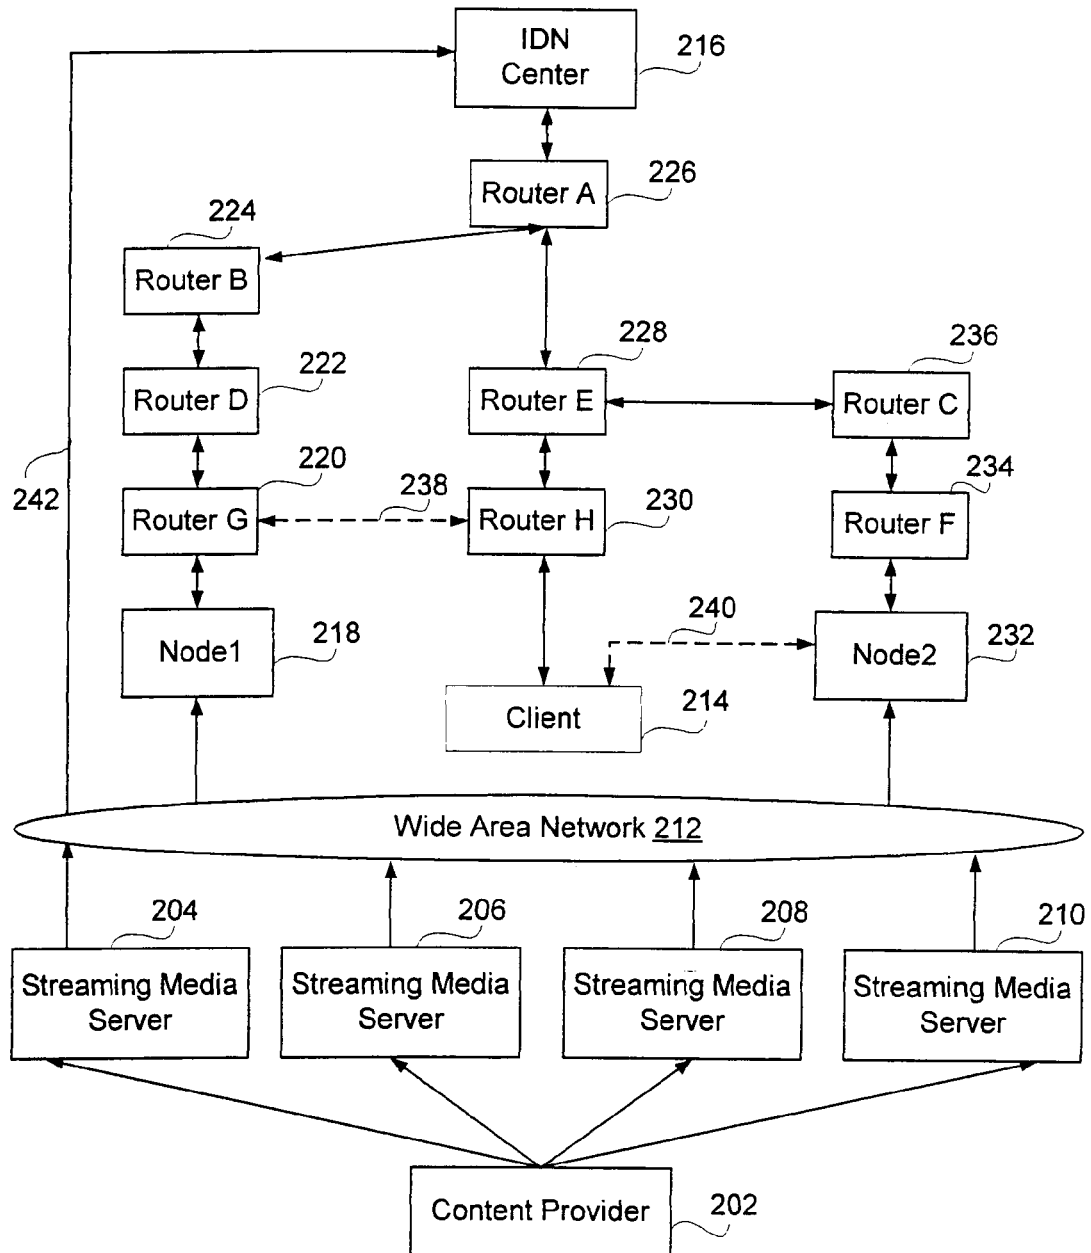 IDN
Center
216
Router A
226
224
Router B
228
236
222
Router D
Router E
Router C
220
234
242
238
Router G
Router H
230
Router F
240
Node1
218
Node2
232
Client
214
Wide Area Network 212
204
206
208
210
Streaming Media
Server
Streaming Media
Server
Streaming Media
Server
Streaming Media
Server
Content Provider
202